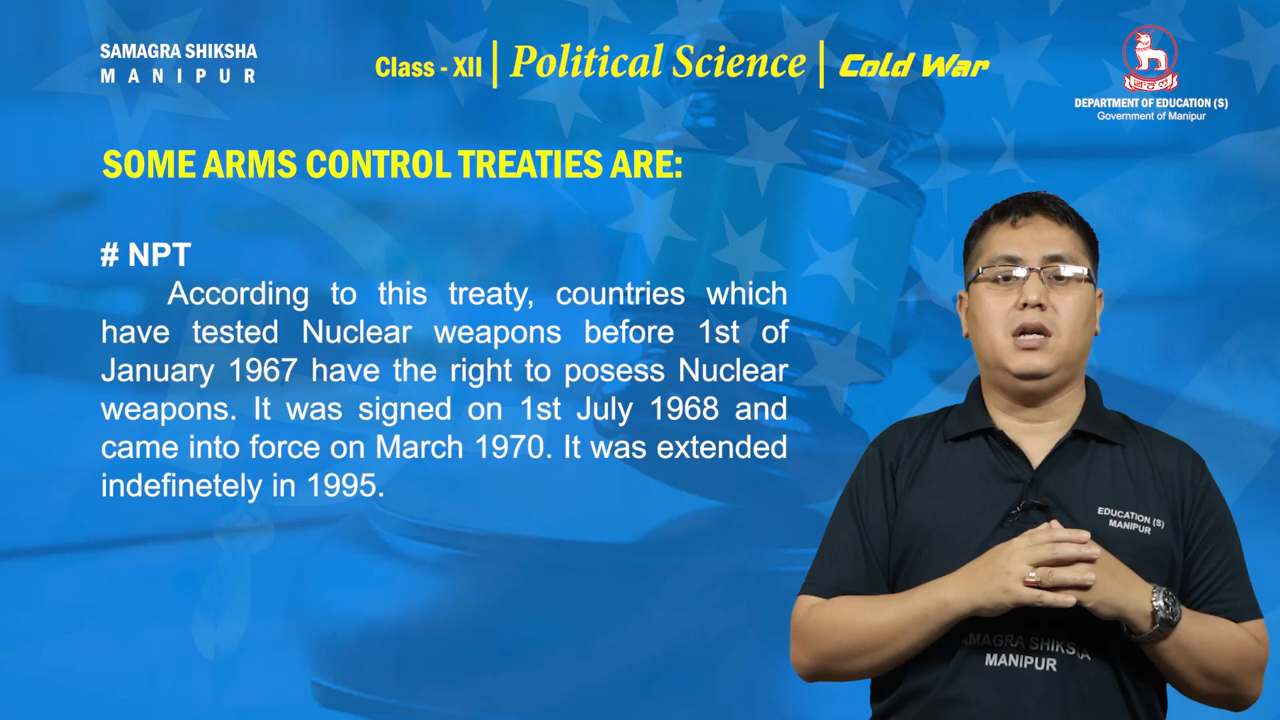 SAMAGRA SHIKSHA
MANIPUR
Class - XII | Political Science | Cold War
DEPARTMENT OF EDUCATION (S)
Government of Manipur
SOME ARMS CONTROL TREATIES ARE:
# NPT
According to this treaty, countries which
have tested Nuclear weapons before 1st of
January 1967 have the right to posess Nuclear
weapons. It was signed on 1st July 1968 and
came into force on March 1970. It was extended
indefinetely in 1995.
EDUCATION (S)
MANIPUR
AMAGRA SHIKSHA
MANIPUR